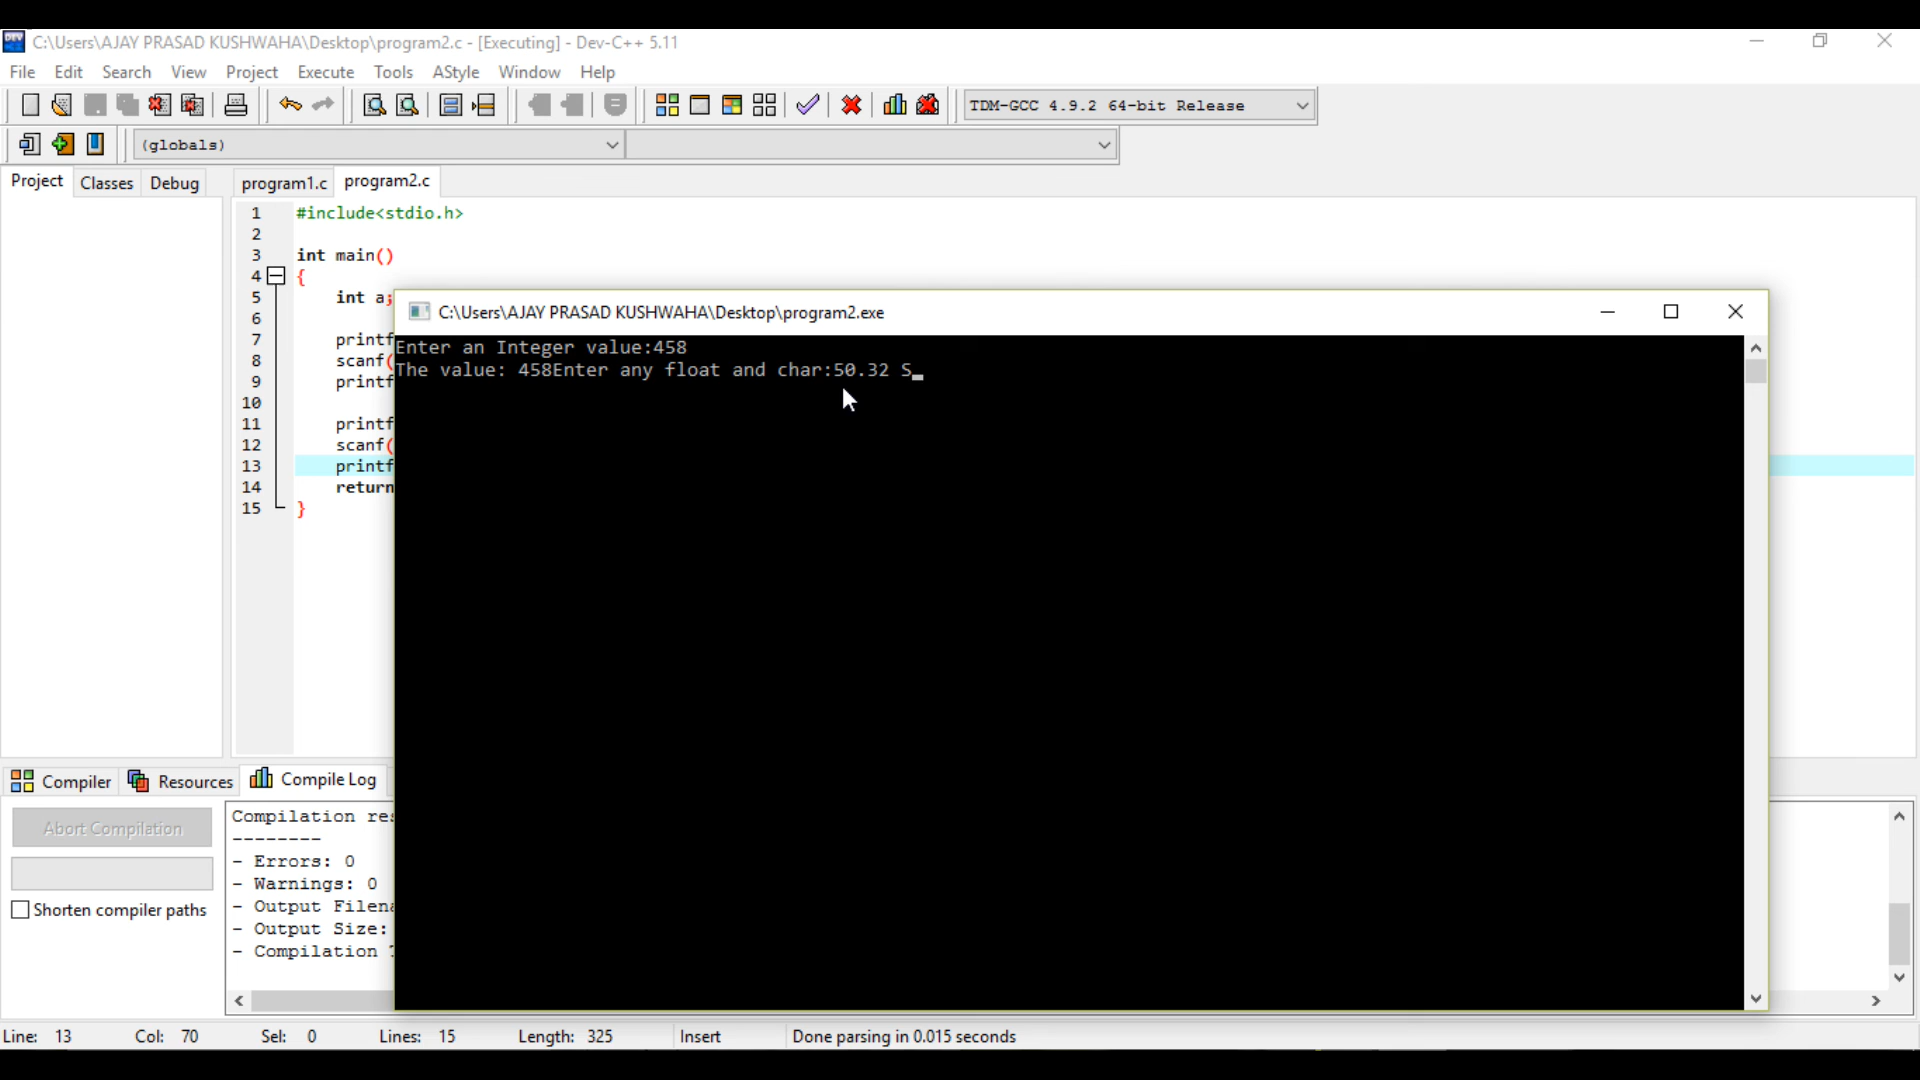 C:\Users\AJAY PRASAD KUSHWAHA\Desktop\program2.c - [Executing] - Dev-C++ 5.11
File Edit Search View Project Execute Tools AStyle Window Help
TDM-GCC 4.9.2 64-bit Release
(globals)
Project Classes Debug program1.c program2.c
1 #include<stdio.h>
2
3 int main()
4 {
5 int a;
6
7 printf
8 scanf(
9 printf
10
11 printf
12 scanf(
13 printf
14 return
15 }
C:\Users\AJAY PRASAD KUSHWAHA\Desktop\program2.exe
Enter an Integer value:458
The value: 458Enter any float and char:50.32 S_
Compiler Resources Compile Log
Abort Compilation
Shorten compiler paths
Compilation res
--------
- Errors: 0
- Warnings: 0
- Output Filena
- Output Size:
- Compilation
Line: 13 Col: 70 Sel: 0 Lines: 15 Length: 325 Insert Done parsing in 0.015 seconds